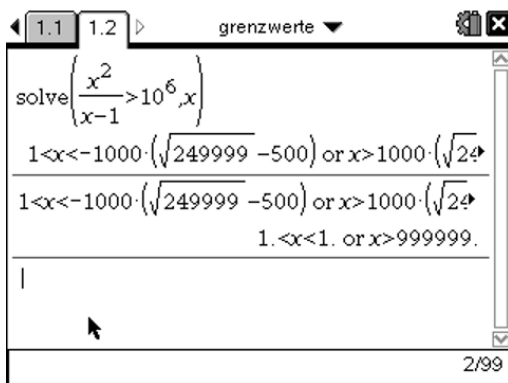 1.1 1.2 grenzwerte
solve(x²/(x-1)>10⁶,x)
1<x<-1000·(√249999 -500) or x>1000·(√24
1<x<-1000·(√249999 -500) or x>1000·(√24
1.<x<1. or x>999999.
2/99